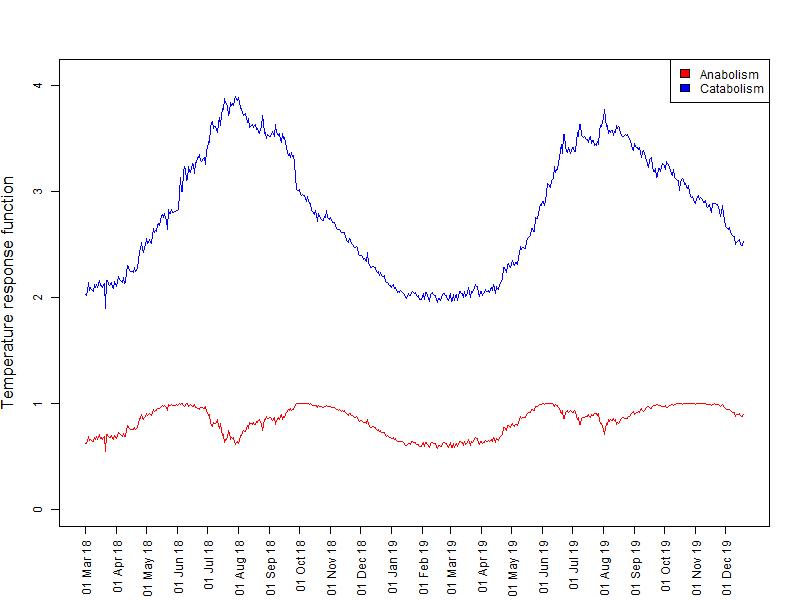 Anabolism
Catabolism
Temperature response function
4
3
2
1
0
01 Mar 18
01 Apr 18
01 May 18
01 Jun 18
01 Jul 18
01 Aug 18
01 Sep 18
01 Oct 18
01 Nov 18
01 Dec 18
01 Jan 19
01 Feb 19
01 Mar 19
01 Apr 19
01 May 19
01 Jun 19
01 Jul 19
01 Aug 19
01 Sep 19
01 Oct 19
01 Nov 19
01 Dec 19